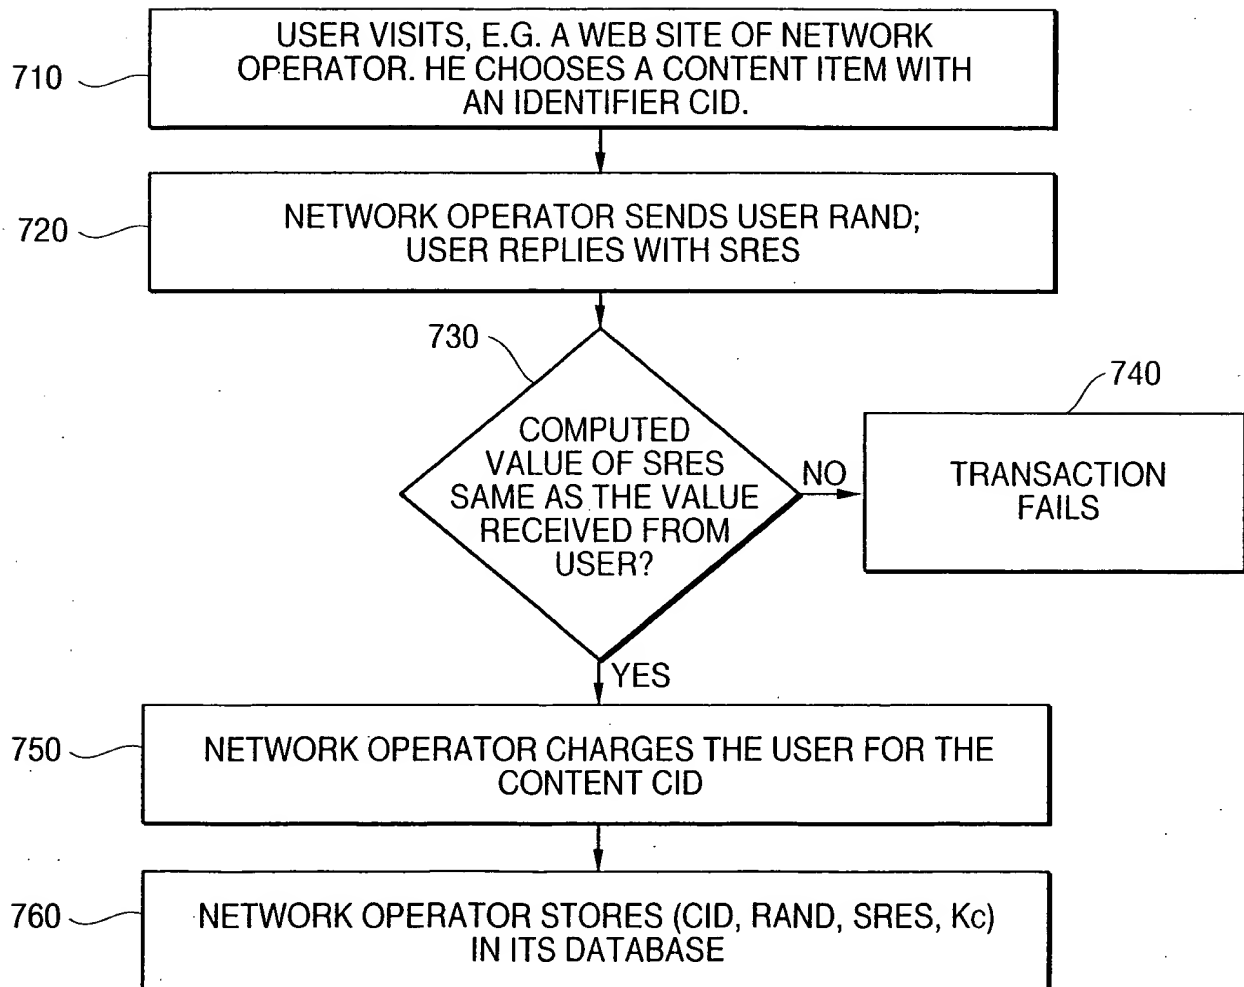 USER VISITS, E.G. A WEB SITE OF NETWORK
OPERATOR. HE CHOOSES A CONTENT ITEM WITH
AN IDENTIFIER CID.
710
NETWORK OPERATOR SENDS USER RAND;
USER REPLIES WITH SRES
720
730
COMPUTED
VALUE OF SRES
SAME AS THE VALUE
RECEIVED FROM
USER?
NO
740
TRANSACTION
FAILS
YES
750
NETWORK OPERATOR CHARGES THE USER FOR THE
CONTENT CID
760
NETWORK OPERATOR STORES (CID, RAND, SRES, Kc)
IN ITS DATABASE